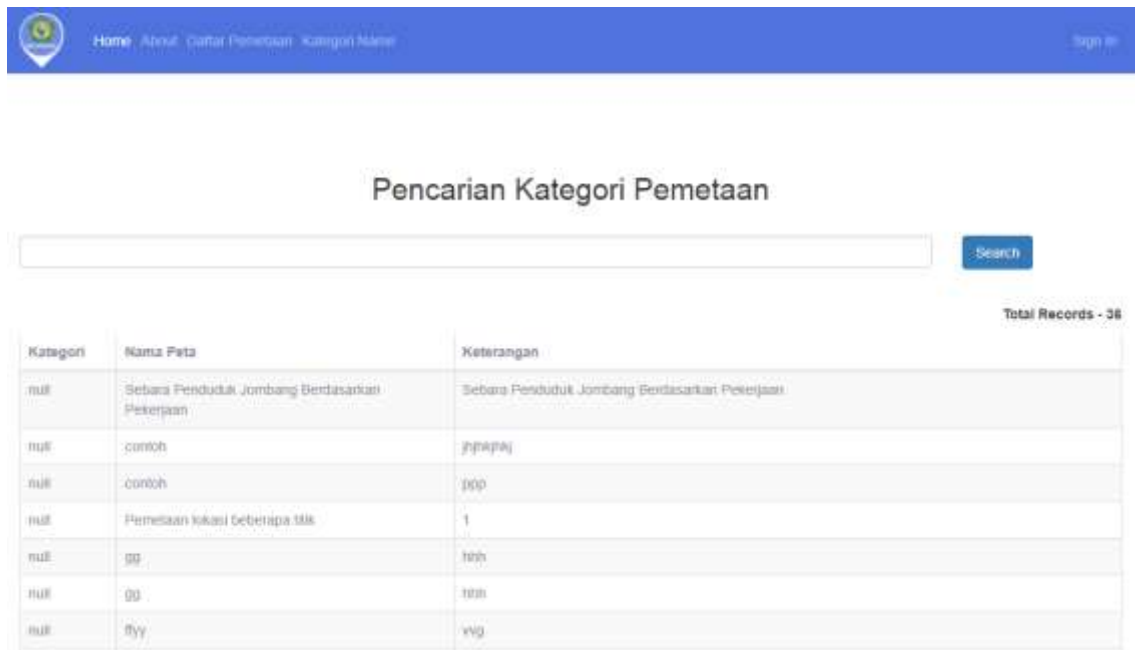 Home About Daftar Pemetaan Kategori Name Sign In
Pencarian Kategori Pemetaan
Search
Total Records - 36
Kategori Nama Peta Keterangan
null Sebara Penduduk Jombang Berdasarkan Sebara Penduduk Jombang Berdasarkan Pekerjaan
Pekerjaan
null contoh
null contoh ppp
null Pemetaan lokasi beberapa titik 1
null gg hhh
null gg hhh
null ffyy vvg